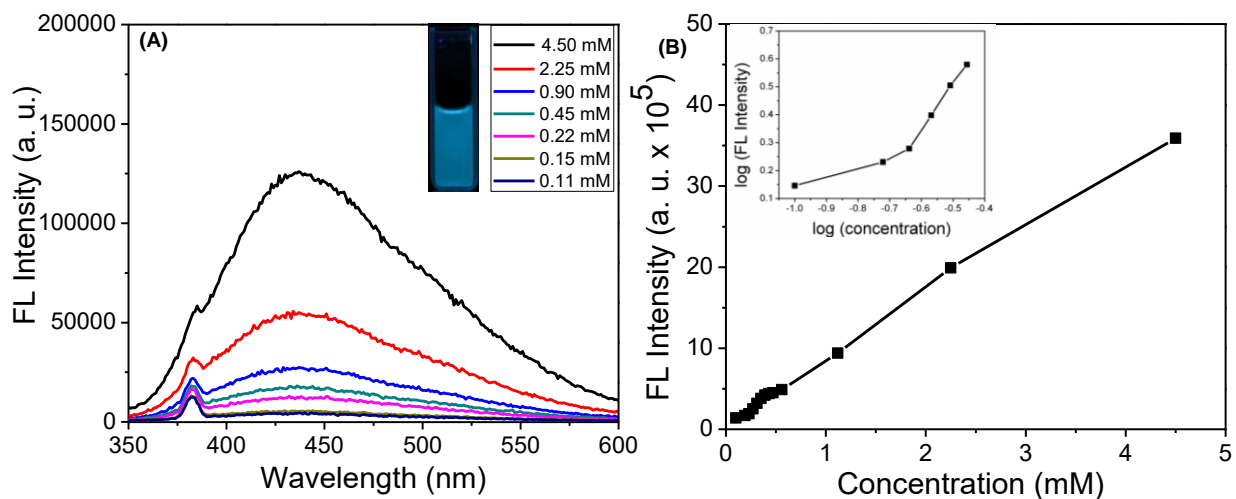 (A)
200000
150000
100000
50000
0
FL Intensity (a. u.)
350 400 450 500 550 600
Wavelength (nm)
4.50 mM
2.25 mM
0.90 mM
0.45 mM
0.22 mM
0.15 mM
0.11 mM
(B)
50
40
30
20
10
0
FL Intensity (a. u. x 10⁵)
0 1 2 3 4 5
Concentration (mM)
0.7
0.6
0.5
0.4
0.3
0.2
0.1
log (FL Intensity)
-1.0 -0.9 -0.8 -0.7 -0.6 -0.5 -0.4
log (concentration)